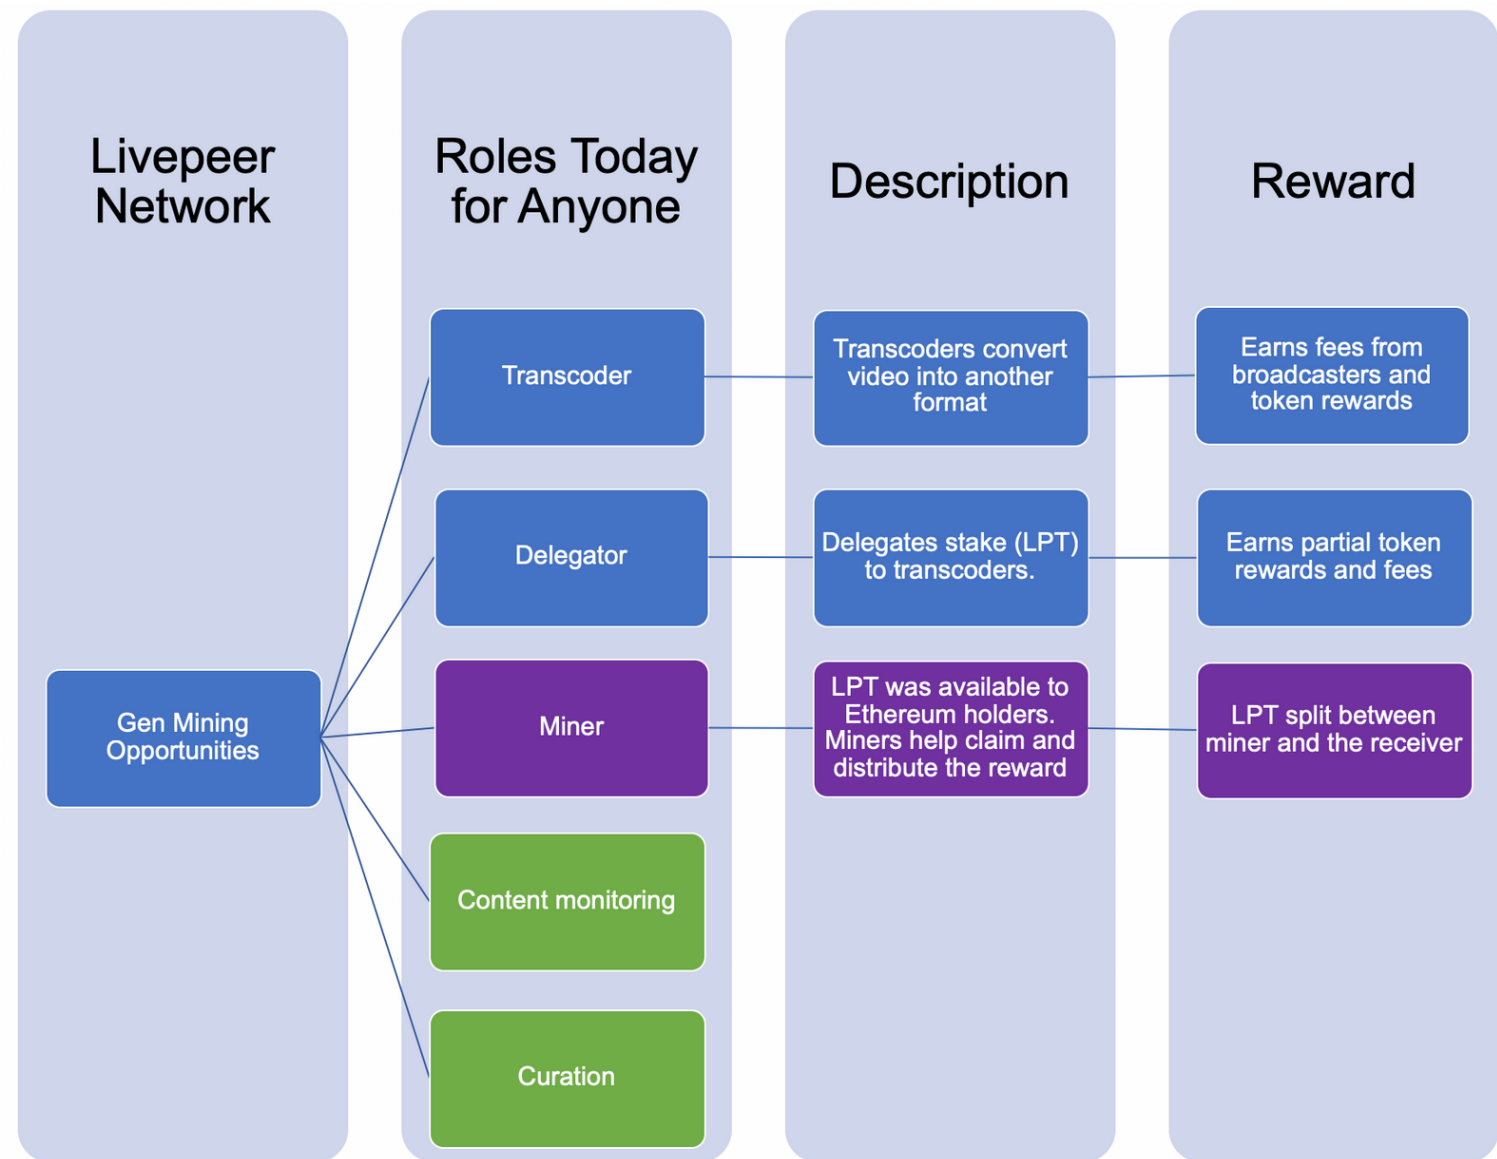 Livepeer
Network
Roles Today
for Anyone
Description
Reward
Gen Mining
Opportunities
Transcoder
Transcoders convert
video into another
format
Earns fees from
broadcasters and
token rewards
Delegator
Delegates stake (LPT)
to transcoders.
Earns partial token
rewards and fees
Miner
LPT was available to
Ethereum holders.
Miners help claim and
distribute the reward
LPT split between
miner and the receiver
Content monitoring
Curation